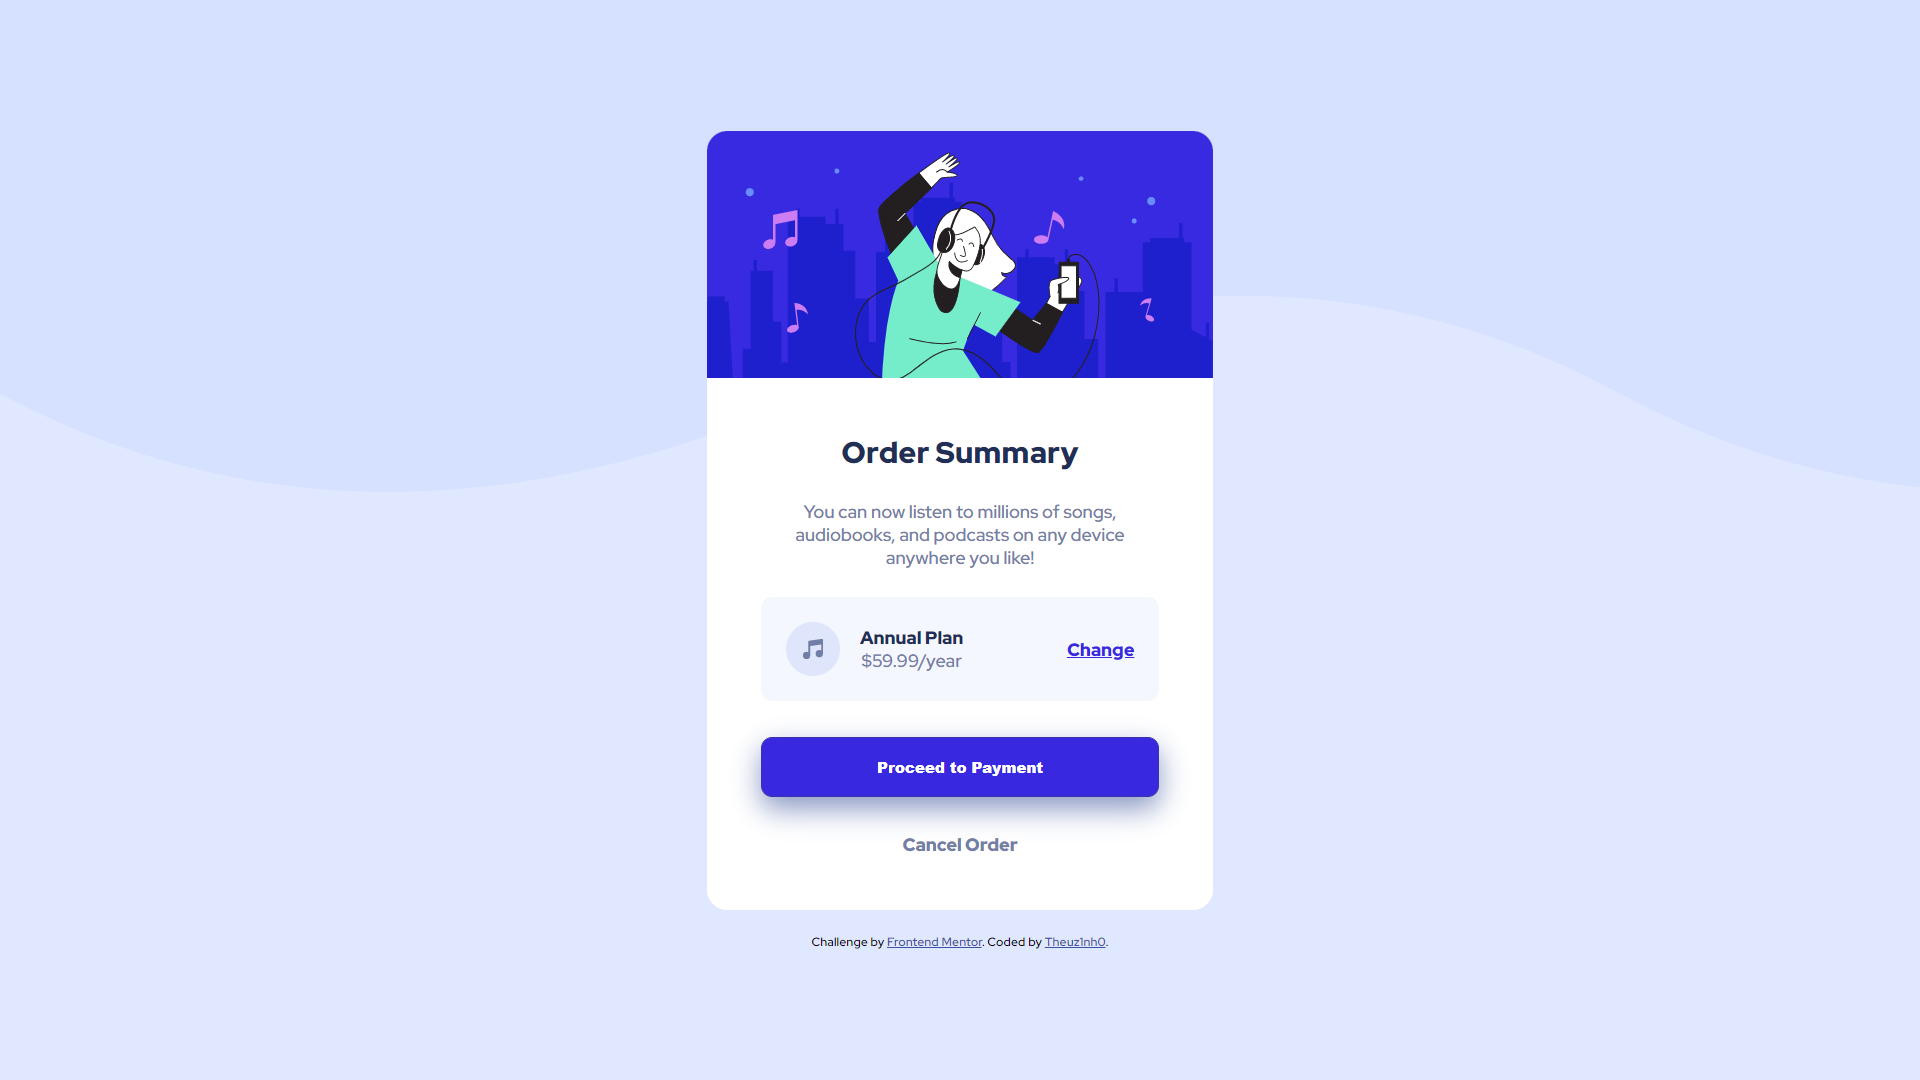 Order Summary
You can now listen to millions of songs,
audiobooks, and podcasts on any device
anywhere you like!
Annual Plan
$59.99/year
Change
Proceed to Payment
Cancel Order
Challenge by Frontend Mentor. Coded by Theuz1nh0.